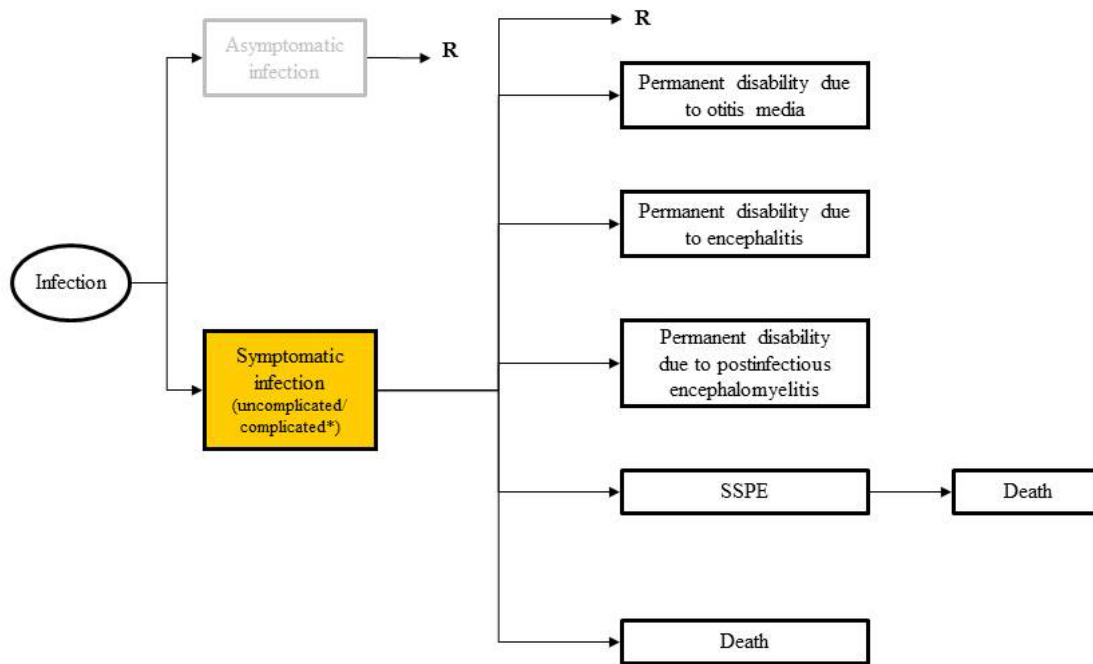 Asymptomatic
infection
R
R
Permanent disability due
to otitis media
Permanent disability due
to encephalitis
Infection
Symptomatic
infection
(uncomplicated/
complicated*)
Permanent disability
due to postinfectious
encephalomyelitis
SSPE
Death
Death